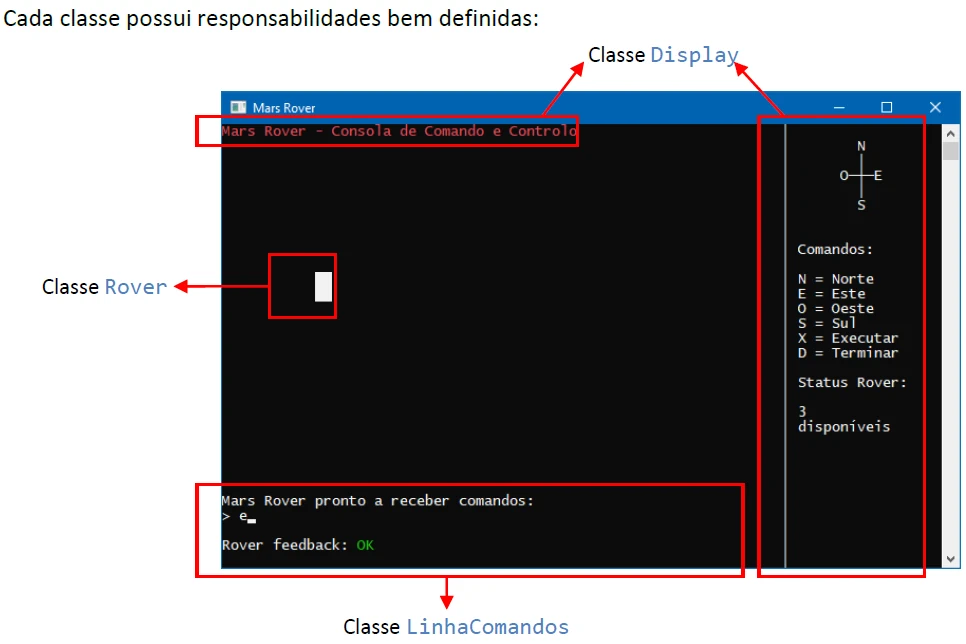 Cada classe possui responsabilidades bem definidas:
Classe Display
Mars Rover
Mars Rover - Consola de Comando e Controlo
N
O E
S
Comandos:
N = Norte
E = Este
O = Oeste
S = Sul
X = Executar
D = Terminar
Status Rover:
3
disponíveis
Classe Rover
Mars Rover pronto a receber comandos:
> e
Rover feedback: OK
Classe LinhaComandos